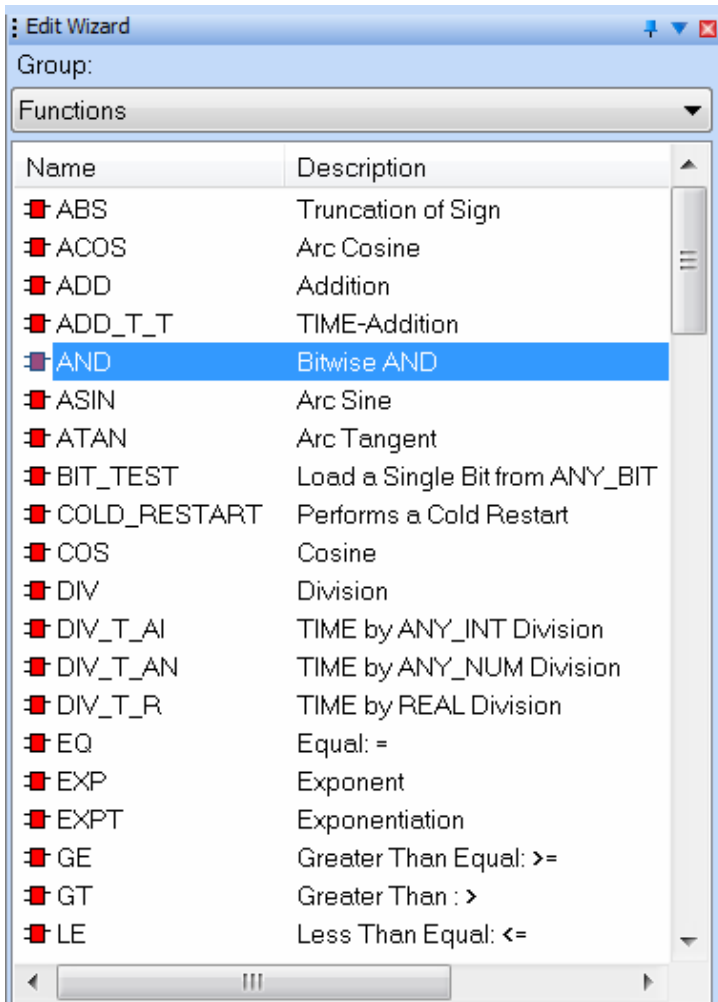 Edit Wizard
Group:
Functions
Name Description
ABS Truncation of Sign
ACOS Arc Cosine
ADD Addition
ADD_T_T TIME-Addition
AND Bitwise AND
ASIN Arc Sine
ATAN Arc Tangent
BIT_TEST Load a Single Bit from ANY_BIT
COLD_RESTART Performs a Cold Restart
COS Cosine
DIV Division
DIV_T_AI TIME by ANY_INT Division
DIV_T_AN TIME by ANY_NUM Division
DIV_T_R TIME by REAL Division
EQ Equal: =
EXP Exponent
EXPT Exponentiation
GE Greater Than Equal: >=
GT Greater Than : >
LE Less Than Equal: <=